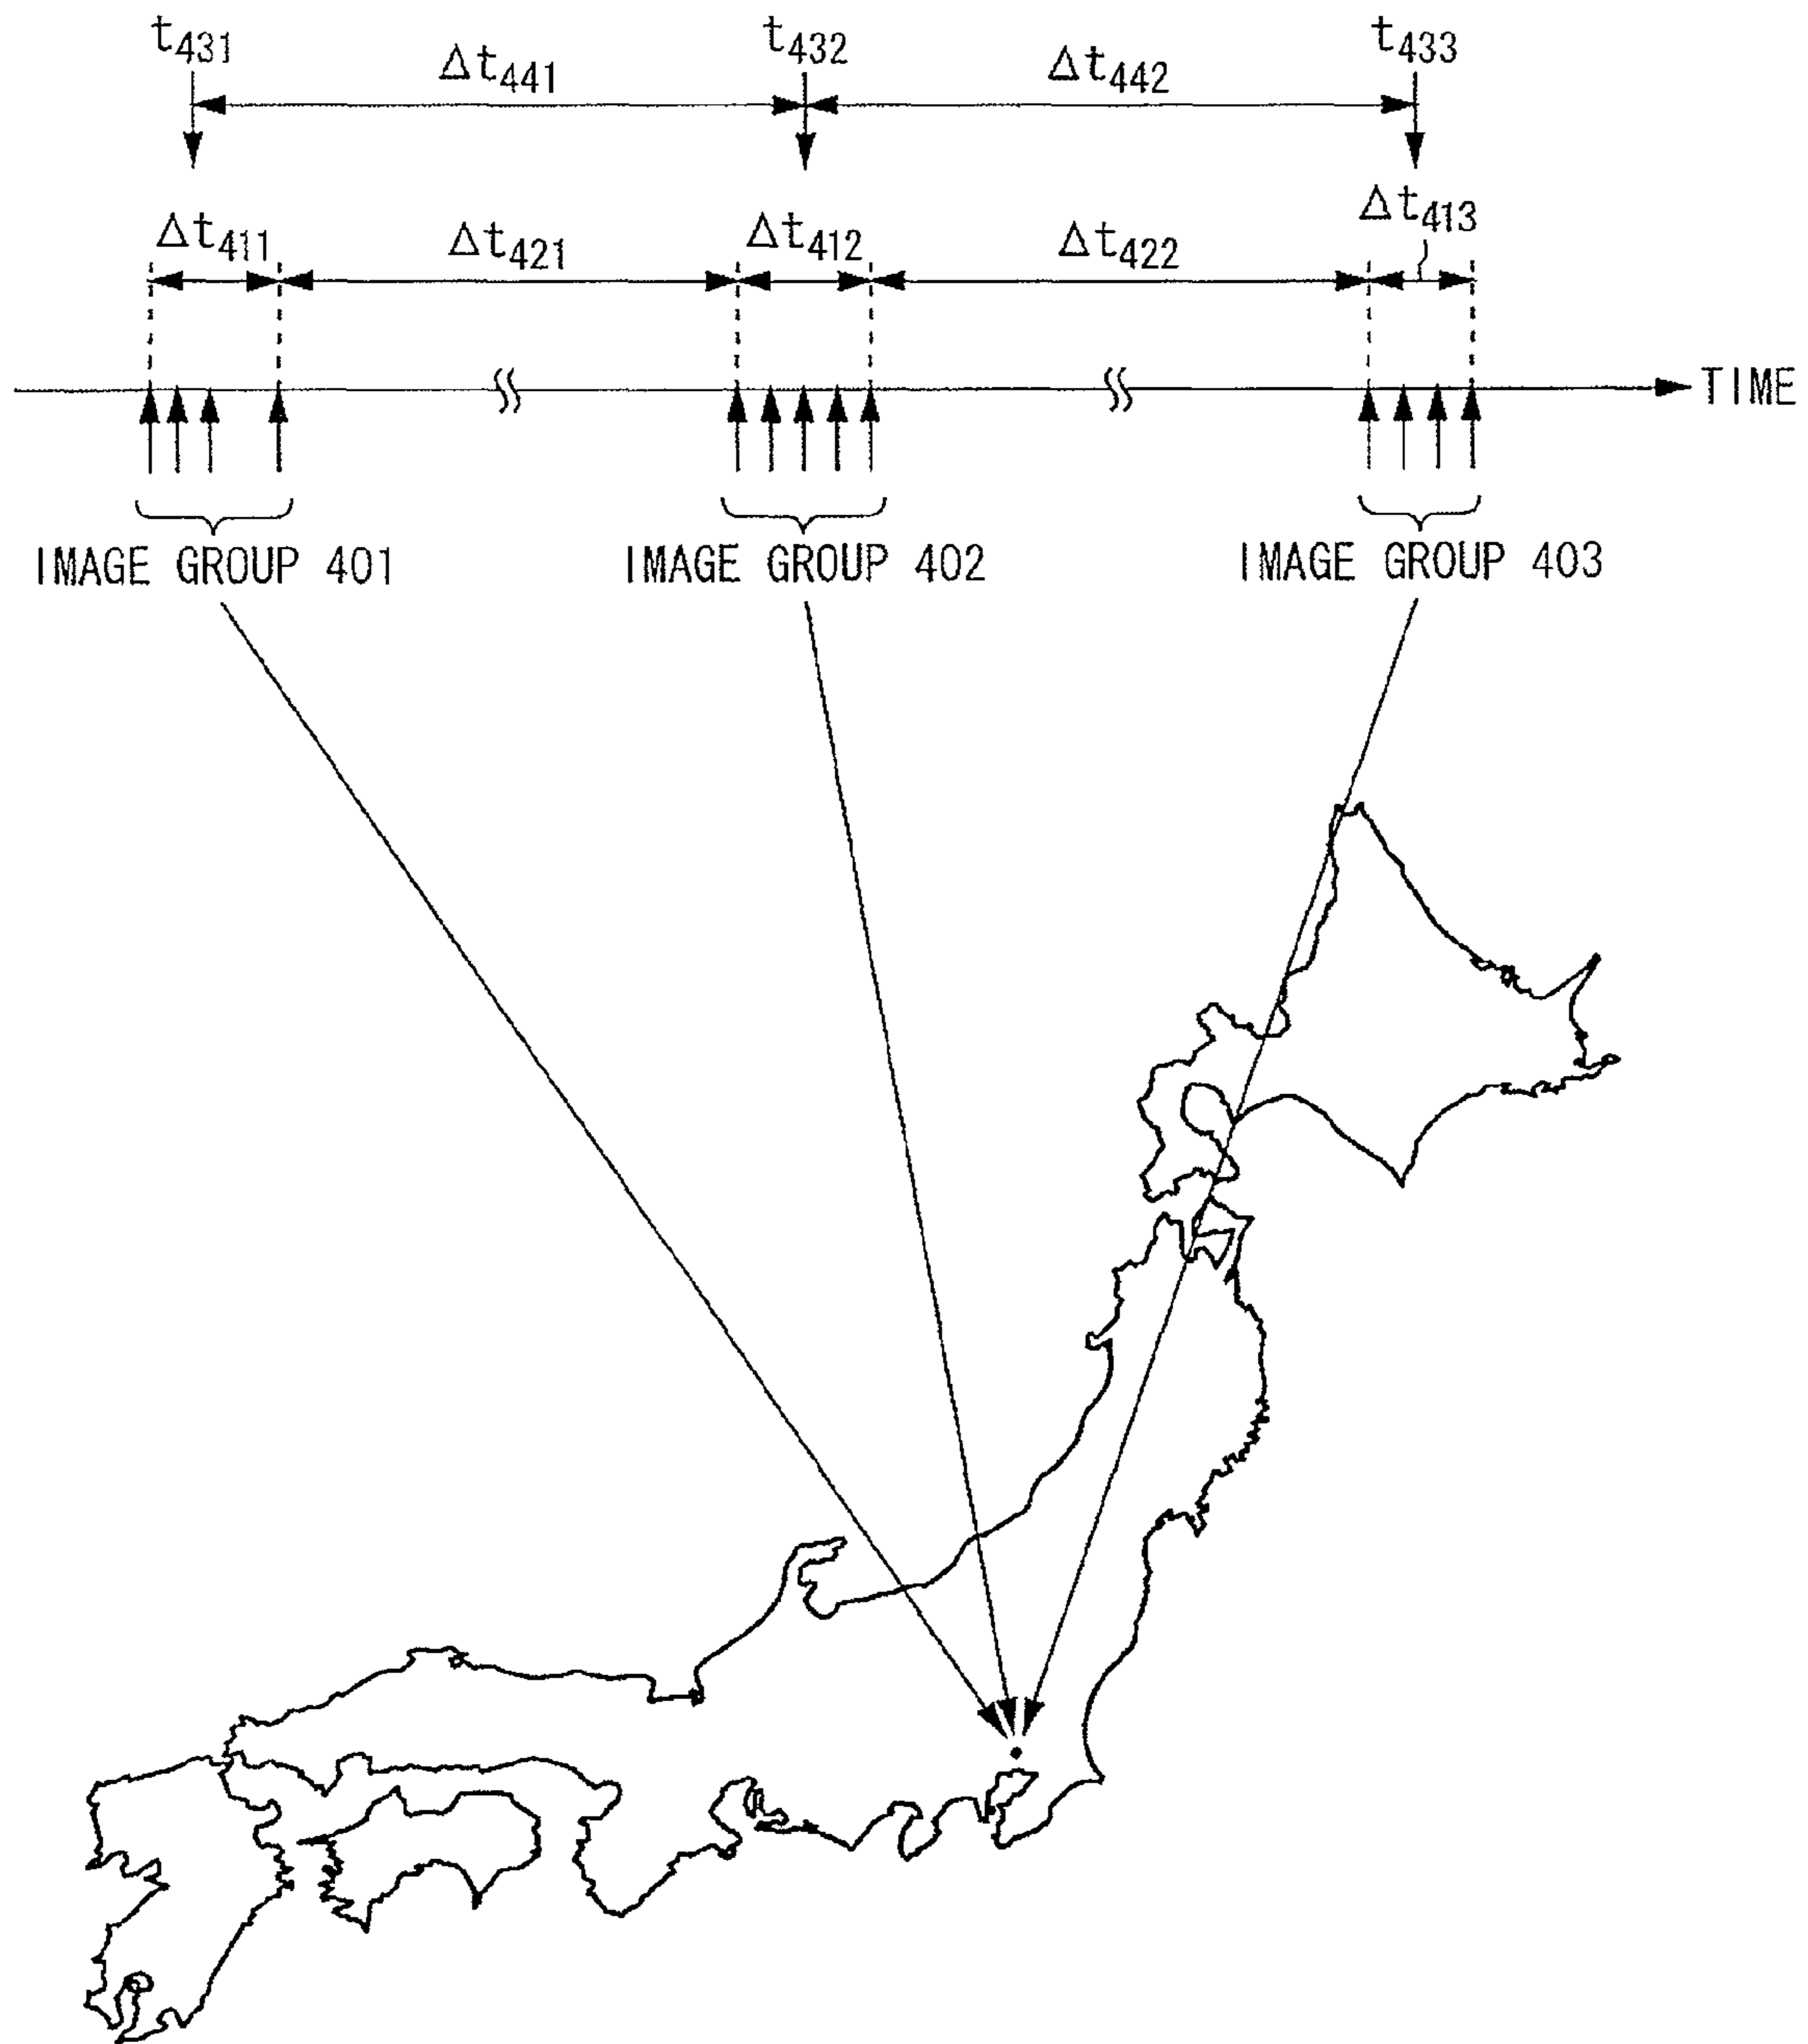 t431 Δt441 t432 Δt442 t433
Δt411 Δt421 Δt412 Δt422 Δt413
TIME
IMAGE GROUP 401 IMAGE GROUP 402 IMAGE GROUP 403